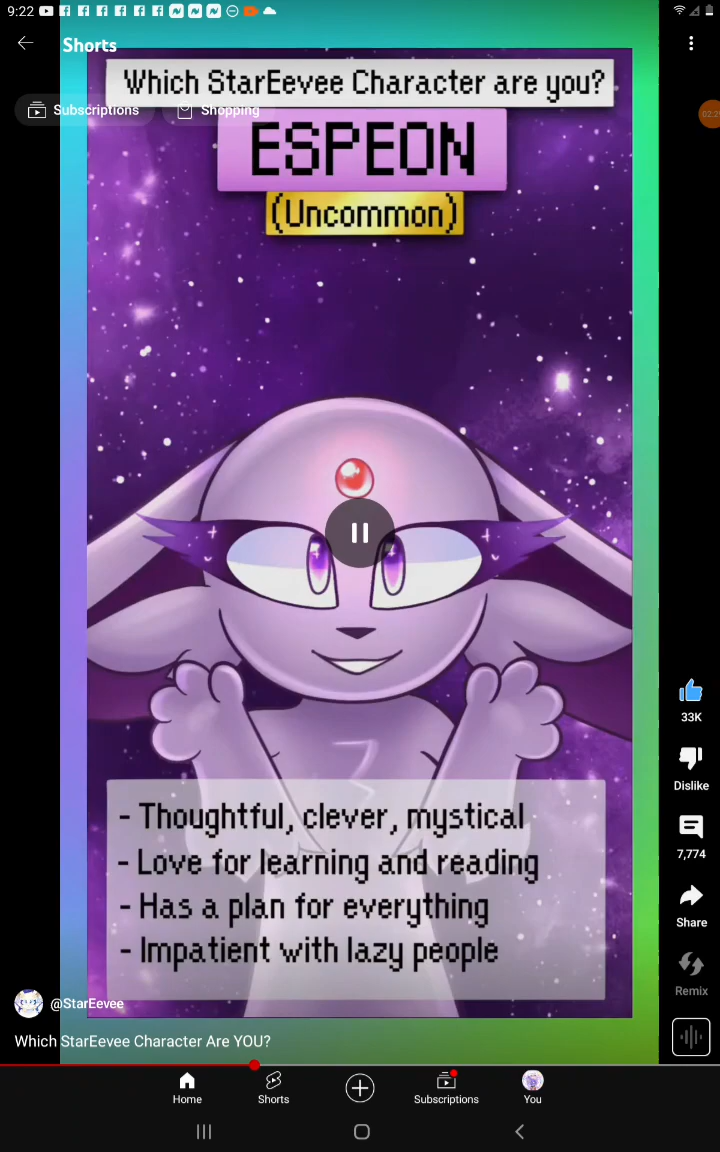 9:22
Shorts
Which StarEevee Character are you?
Subscriptions
Shopping
ESPEON
(Uncommon)
- Thoughtful, clever, mystical
- Love for learning and reading
- Has a plan for everything
- Impatient with lazy people
33K
Dislike
7,774
Share
Remix
@StarEevee
Which StarEevee Character Are YOU?
Home
Shorts
Subscriptions
You